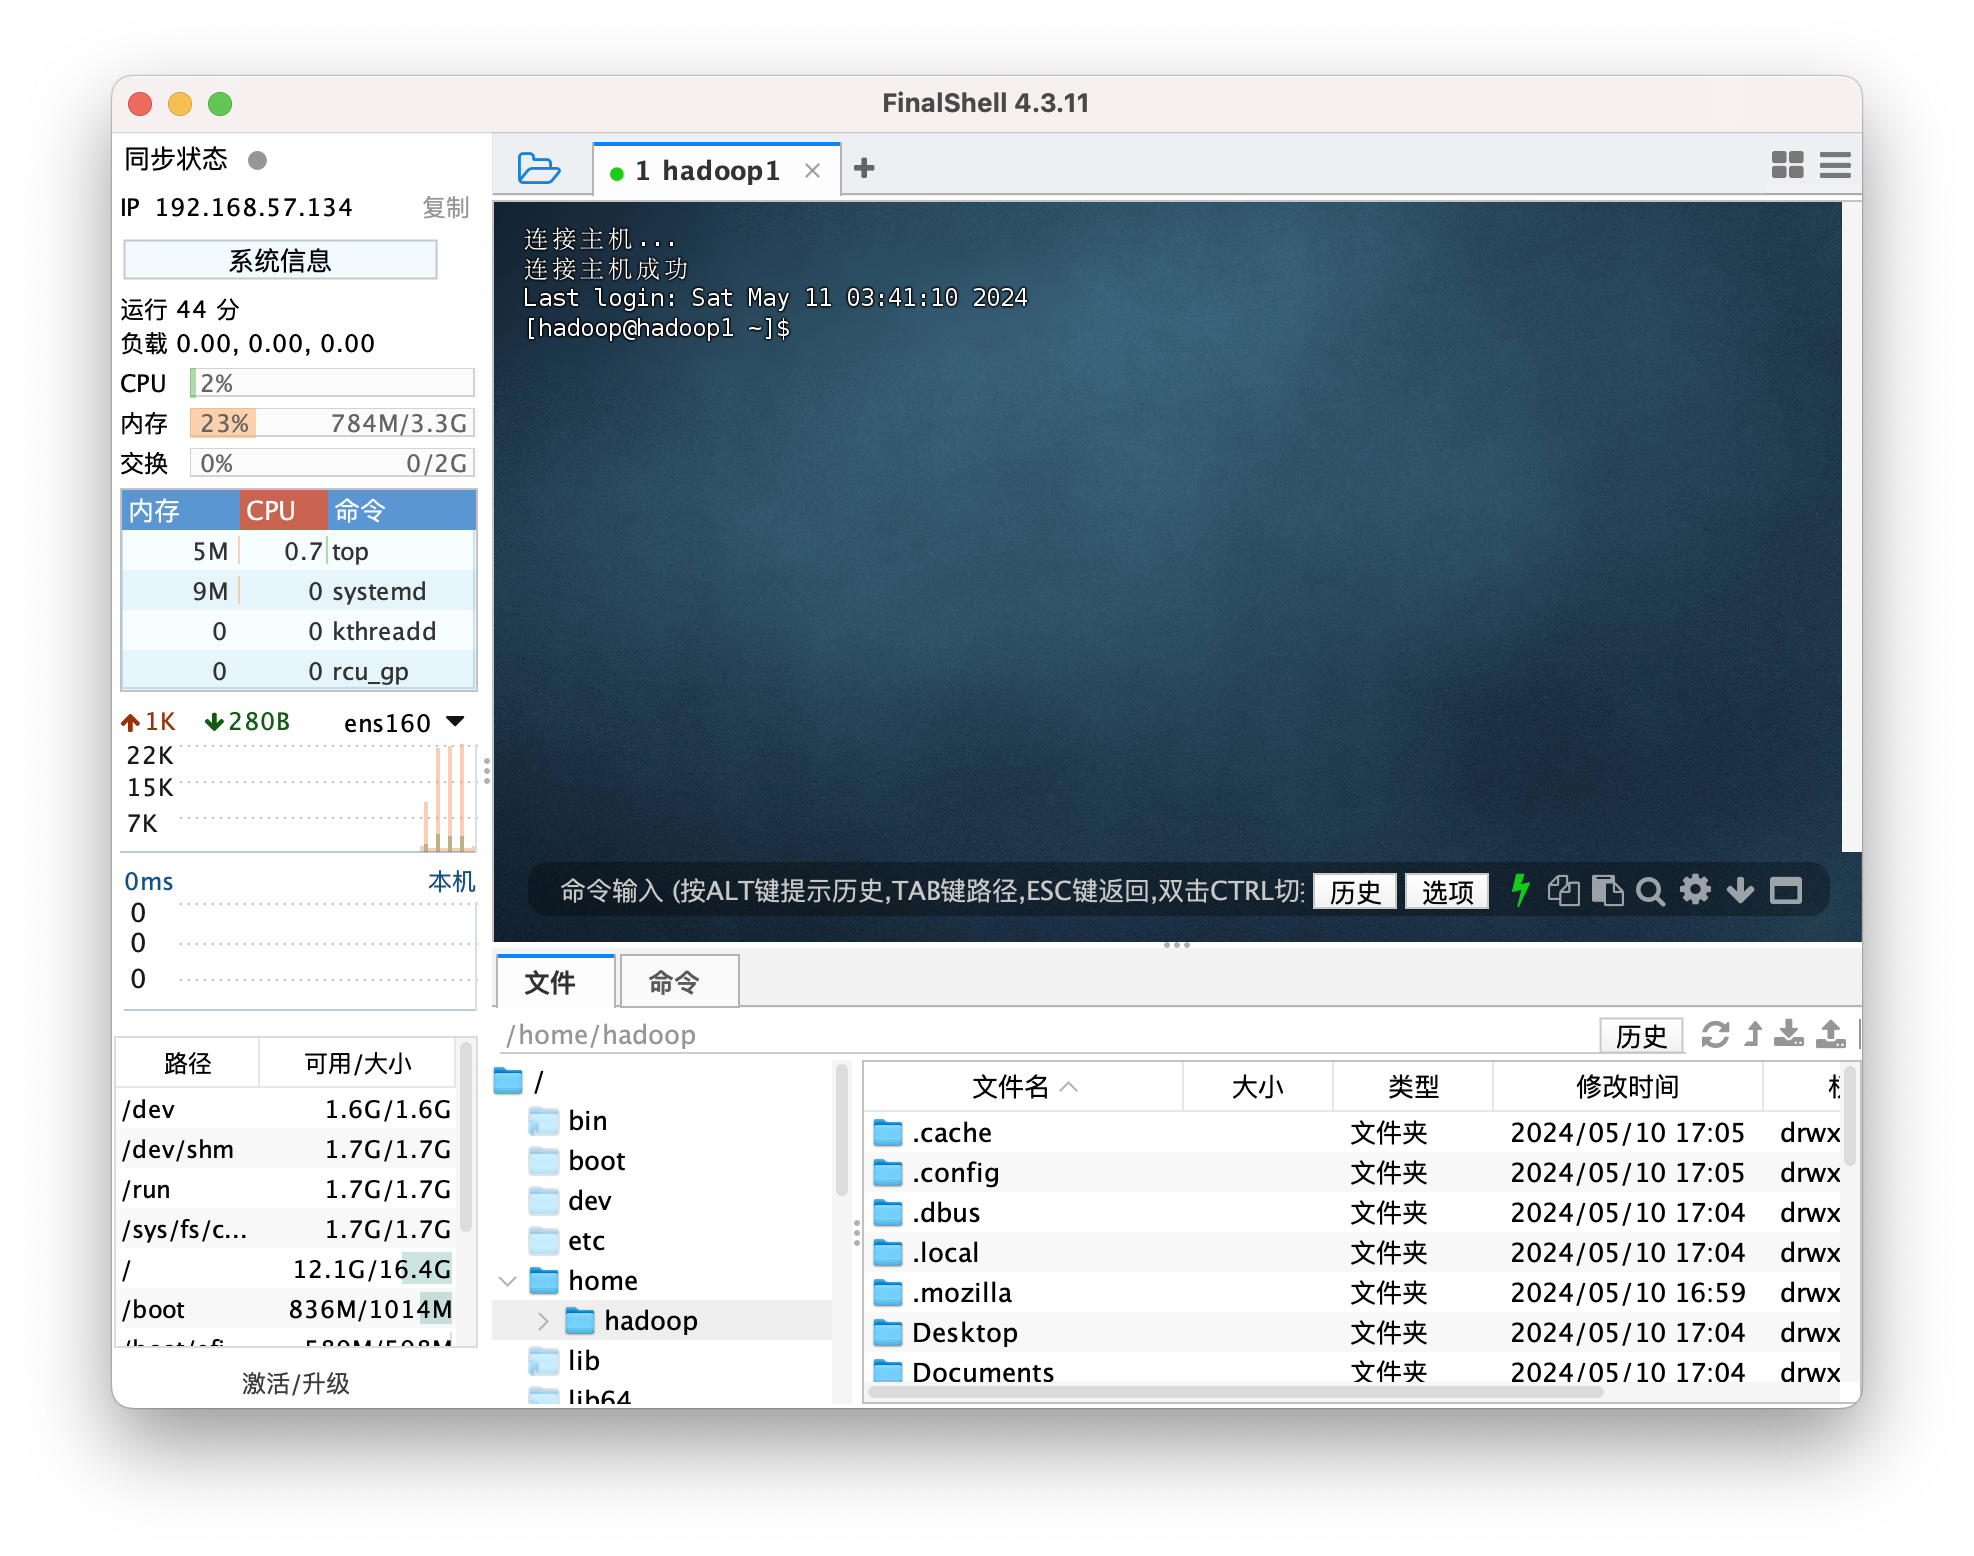 FinalShell 4.3.11
同步状态
IP 192.168.57.134 复制
系统信息
运行 44 分
负载 0.00, 0.00, 0.00
CPU 2%
内存 23% 784M/3.3G
交换 0% 0/2G
内存 CPU 命令
5M 0.7 top
9M 0 systemd
0 0 kthreadd
0 0 rcu_gp
1K 280B ens160
22K
15K
7K
0ms 本机
0
0
0
路径 可用/大小
/dev 1.6G/1.6G
/dev/shm 1.7G/1.7G
/run 1.7G/1.7G
/sys/fs/c... 1.7G/1.7G
/ 12.1G/16.4G
/boot 836M/1014M
激活/升级
1 hadoop1
连接主机...
连接主机成功
Last login: Sat May 11 03:41:10 2024
[hadoop@hadoop1 ~]$
命令输入 (按ALT键提示历史,TAB键路径,ESC键返回,双击CTRL切 历史 选项
文件 命令
/home/hadoop 历史
/
bin
boot
dev
etc
home
hadoop
lib
lib64
文件名 大小 类型 修改时间
.cache 文件夹 2024/05/10 17:05 drwx
.config 文件夹 2024/05/10 17:05 drwx
.dbus 文件夹 2024/05/10 17:04 drwx
.local 文件夹 2024/05/10 17:04 drwx
.mozilla 文件夹 2024/05/10 16:59 drwx
Desktop 文件夹 2024/05/10 17:04 drwx
Documents 文件夹 2024/05/10 17:04 drwx